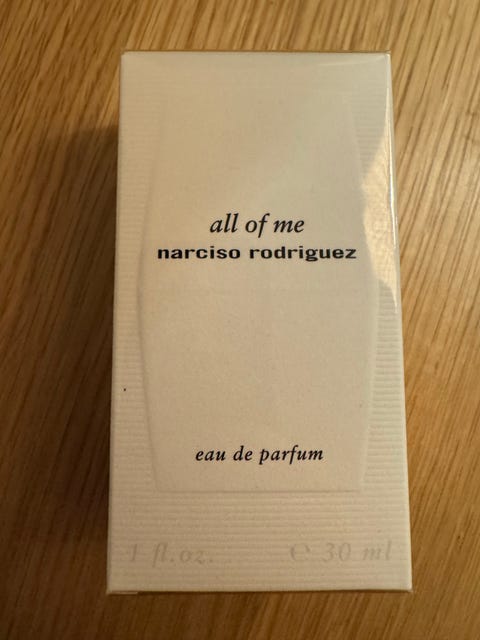 all of me
narciso rodriguez
eau de parfum
1 fl.oz. ℮ 30 ml